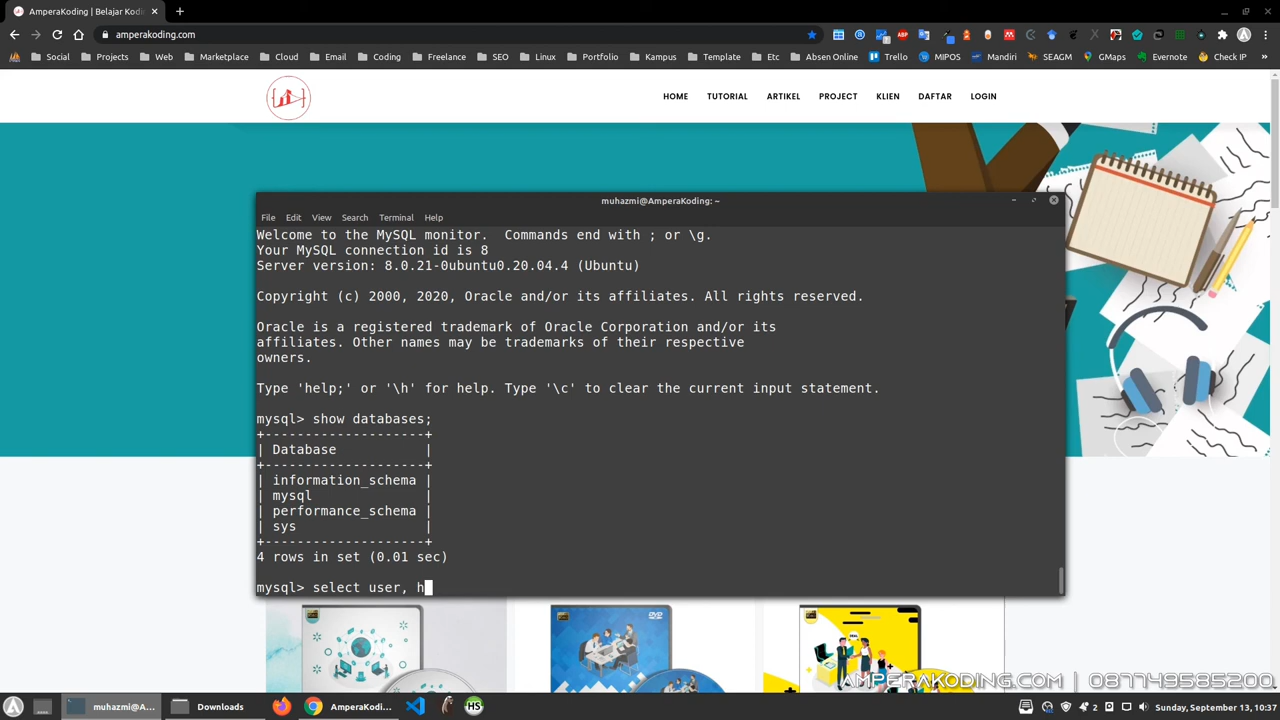 AmperaKoding | Belajar Kodin
amperakoding.com
ABP
Social
Projects
Web
Marketplace
Cloud
Email
Coding
Freelance
SEO
Linux
Portfolio
Kampus
Template
Etc
Absen Online
Trello
MIPOS
Mandiri
SEAGM
GMaps
Evernote
Check IP
HOME TUTORIAL ARTIKEL PROJECT KLIEN DAFTAR LOGIN
muhazmi@AmperaKoding: ~
File Edit View Search Terminal Help
Welcome to the MySQL monitor.  Commands end with ; or \g.
Your MySQL connection id is 8
Server version: 8.0.21-0ubuntu0.20.04.4 (Ubuntu)
Copyright (c) 2000, 2020, Oracle and/or its affiliates. All rights reserved.
Oracle is a registered trademark of Oracle Corporation and/or its
affiliates. Other names may be trademarks of their respective
owners.
Type 'help;' or '\h' for help. Type '\c' to clear the current input statement.
mysql> show databases;
+--------------------+
| Database           |
+--------------------+
| information_schema |
| mysql              |
| performance_schema |
| sys                |
+--------------------+
4 rows in set (0.01 sec)
mysql> select user, h
DVD
AMPERAKODING.COM | 087749585200
muhazmi@A...
Downloads
AmperaKodi...
HS
2
Sunday, September 13, 10:37